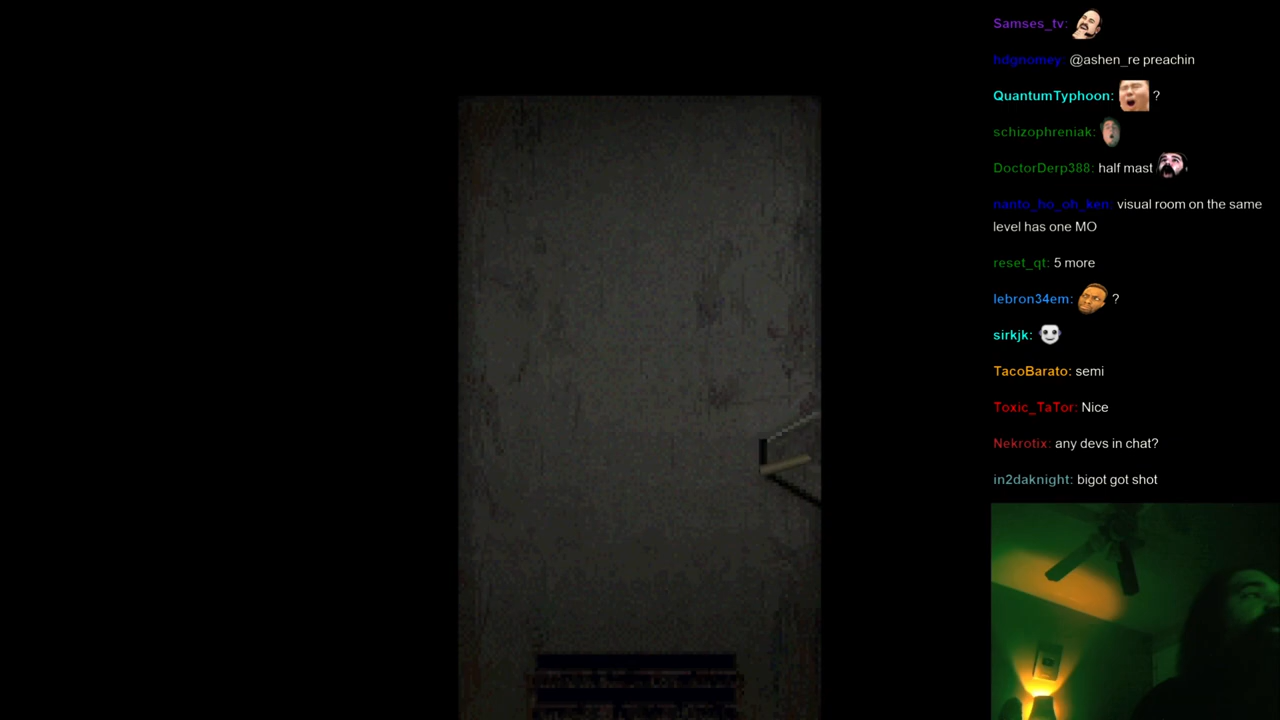 Samses_tv:
hdgnomey: @ashen_re preachin
QuantumTyphoon: ?
schizophreniak:
DoctorDerp388: half mast
nanto_ho_oh_ken: visual room on the same
level has one MO
reset_qt: 5 more
lebron34em: ?
sirkjk:
TacoBarato: semi
Toxic_TaTor: Nice
Nekrotix: any devs in chat?
in2daknight: bigot got shot